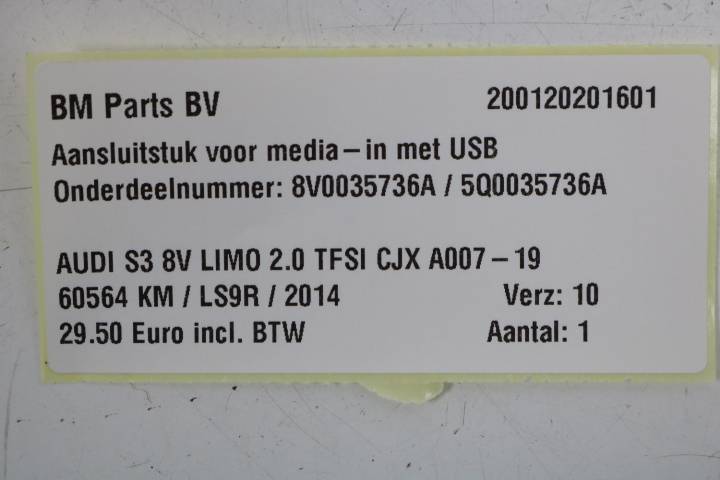 BM Parts BV 200120201601
Aansluitstuk voor media – in met USB
Onderdeelnummer: 8V0035736A / 5Q0035736A
AUDI S3 8V LIMO 2.0 TFSI CJX A007 – 19
60564 KM / LS9R / 2014 Verz: 10
29.50 Euro incl. BTW Aantal: 1